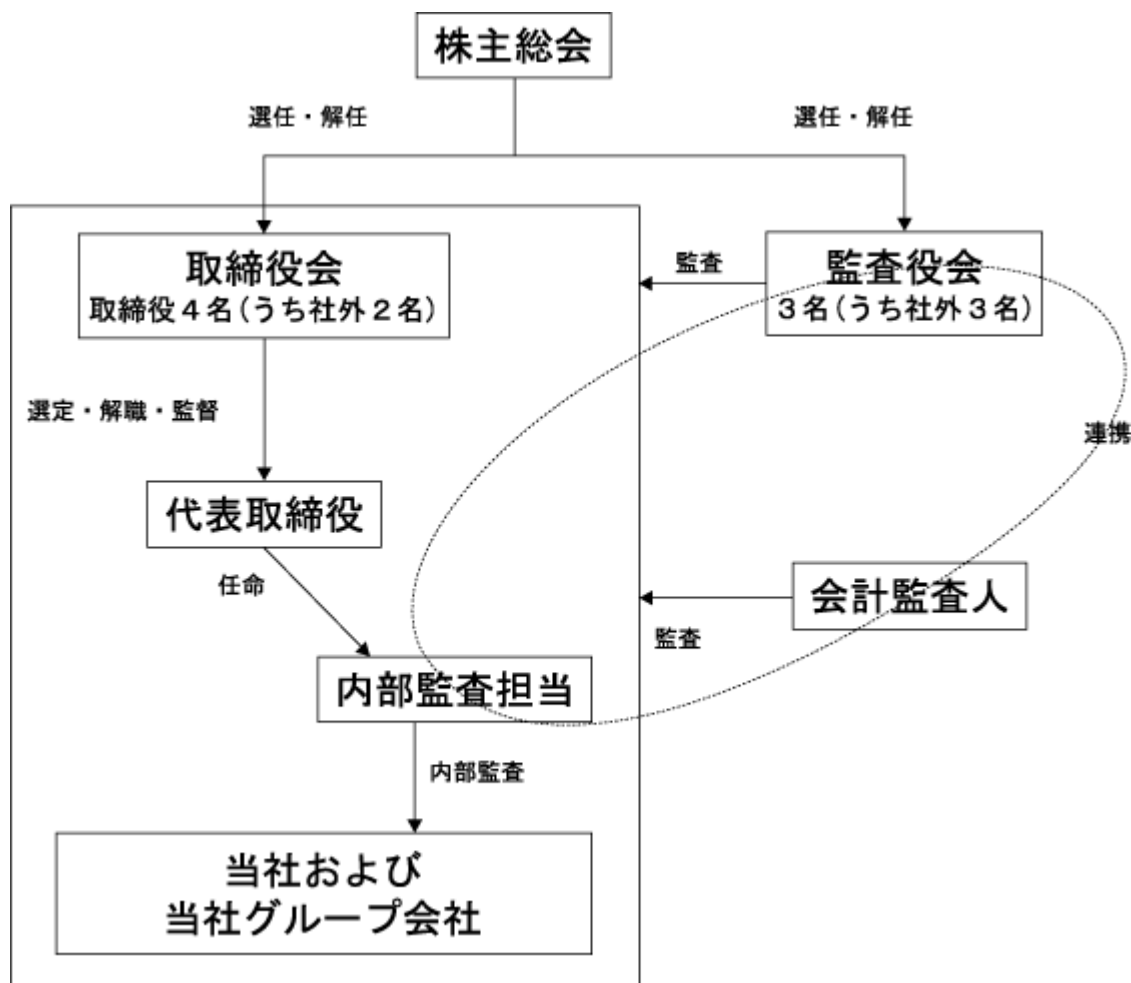 株主総会
選任・解任
選任・解任
取締役会
取締役４名（うち社外２名）
監査
監査役会
３名（うち社外３名）
選定・解職・監督
連携
代表取締役
任命
会計監査人
監査
内部監査担当
内部監査
当社および
当社グループ会社